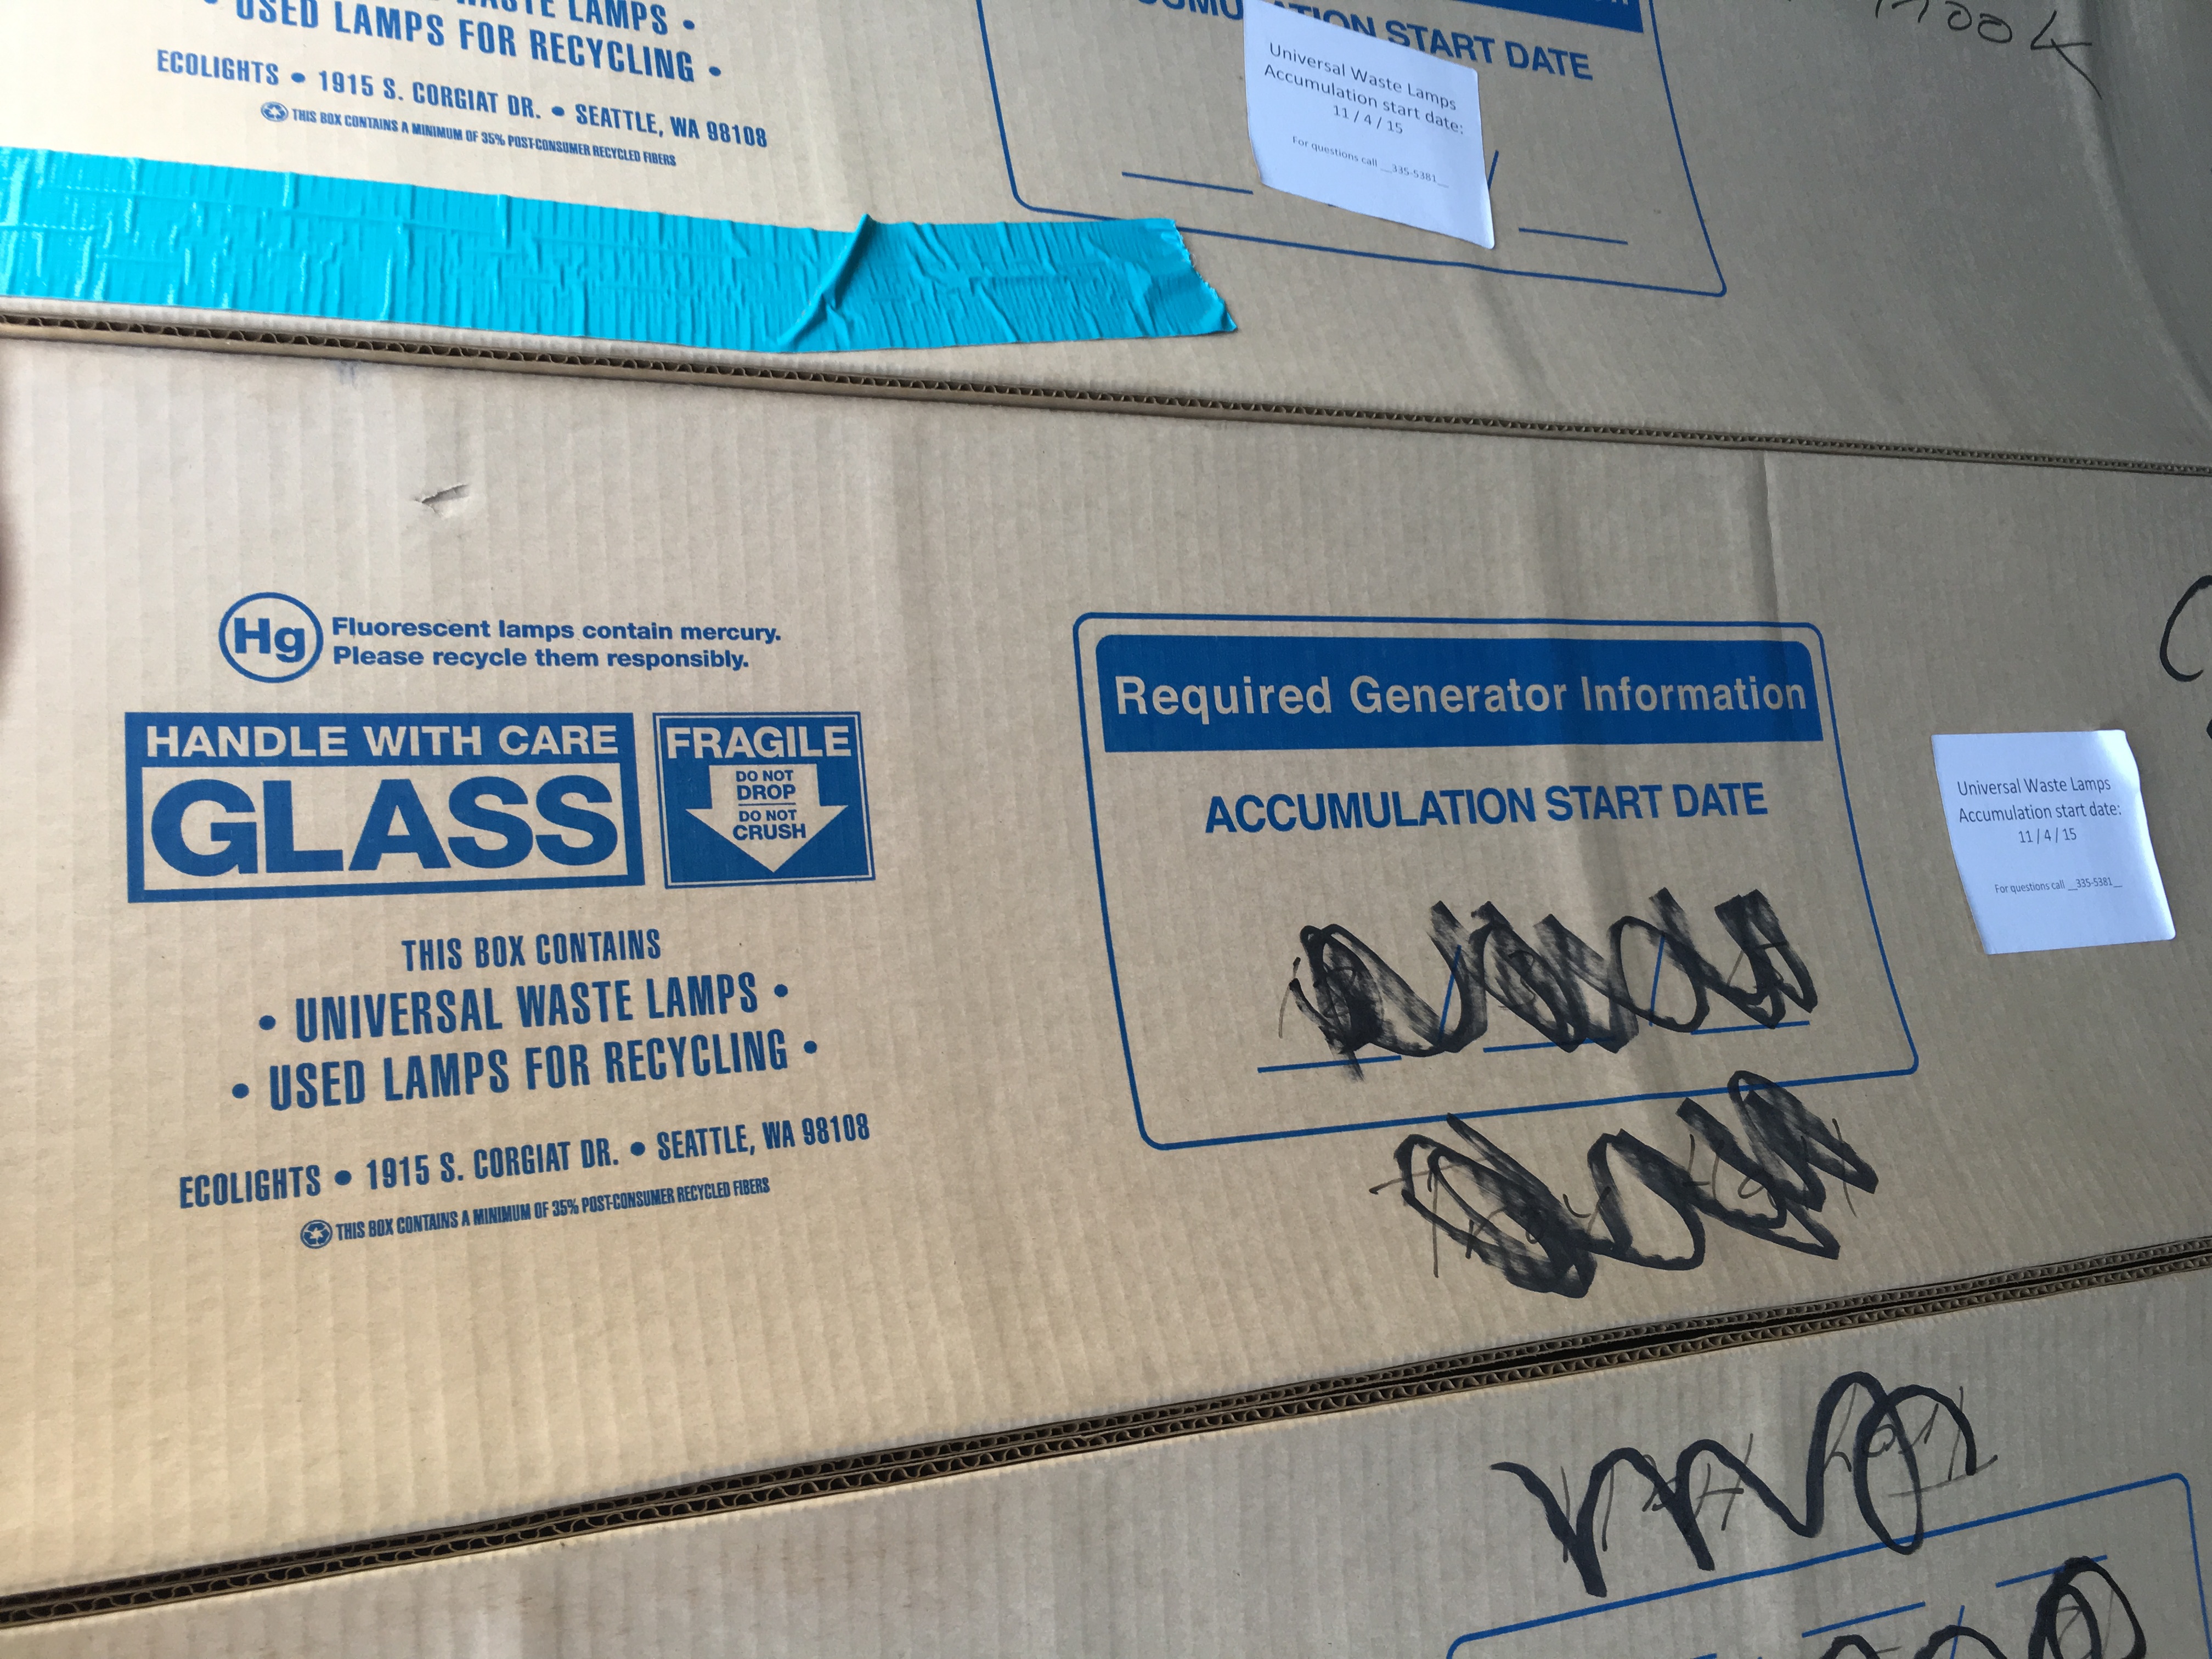 LAMPS •
• USED LAMPS FOR RECYCLING •
ECOLIGHTS • 1915 S. CORGIAT DR. • SEATTLE, WA 98108
THIS BOX CONTAINS A MINIMUM OF 35% POST-CONSUMER RECYCLED FIBERS
START DATE
Universal Waste Lamps
Accumulation start date:
11 / 4 / 15
For questions call __335-5381__
Hg
Fluorescent lamps contain mercury.
Please recycle them responsibly.
HANDLE WITH CARE
GLASS
FRAGILE
DO NOT
DROP
DO NOT
CRUSH
THIS BOX CONTAINS
• UNIVERSAL WASTE LAMPS •
• USED LAMPS FOR RECYCLING •
ECOLIGHTS • 1915 S. CORGIAT DR. • SEATTLE, WA 98108
THIS BOX CONTAINS A MINIMUM OF 35% POST-CONSUMER RECYCLED FIBERS
Required Generator Information
ACCUMULATION START DATE
Universal Waste Lamps
Accumulation start date:
11 / 4 / 15
For questions call __335-5381__